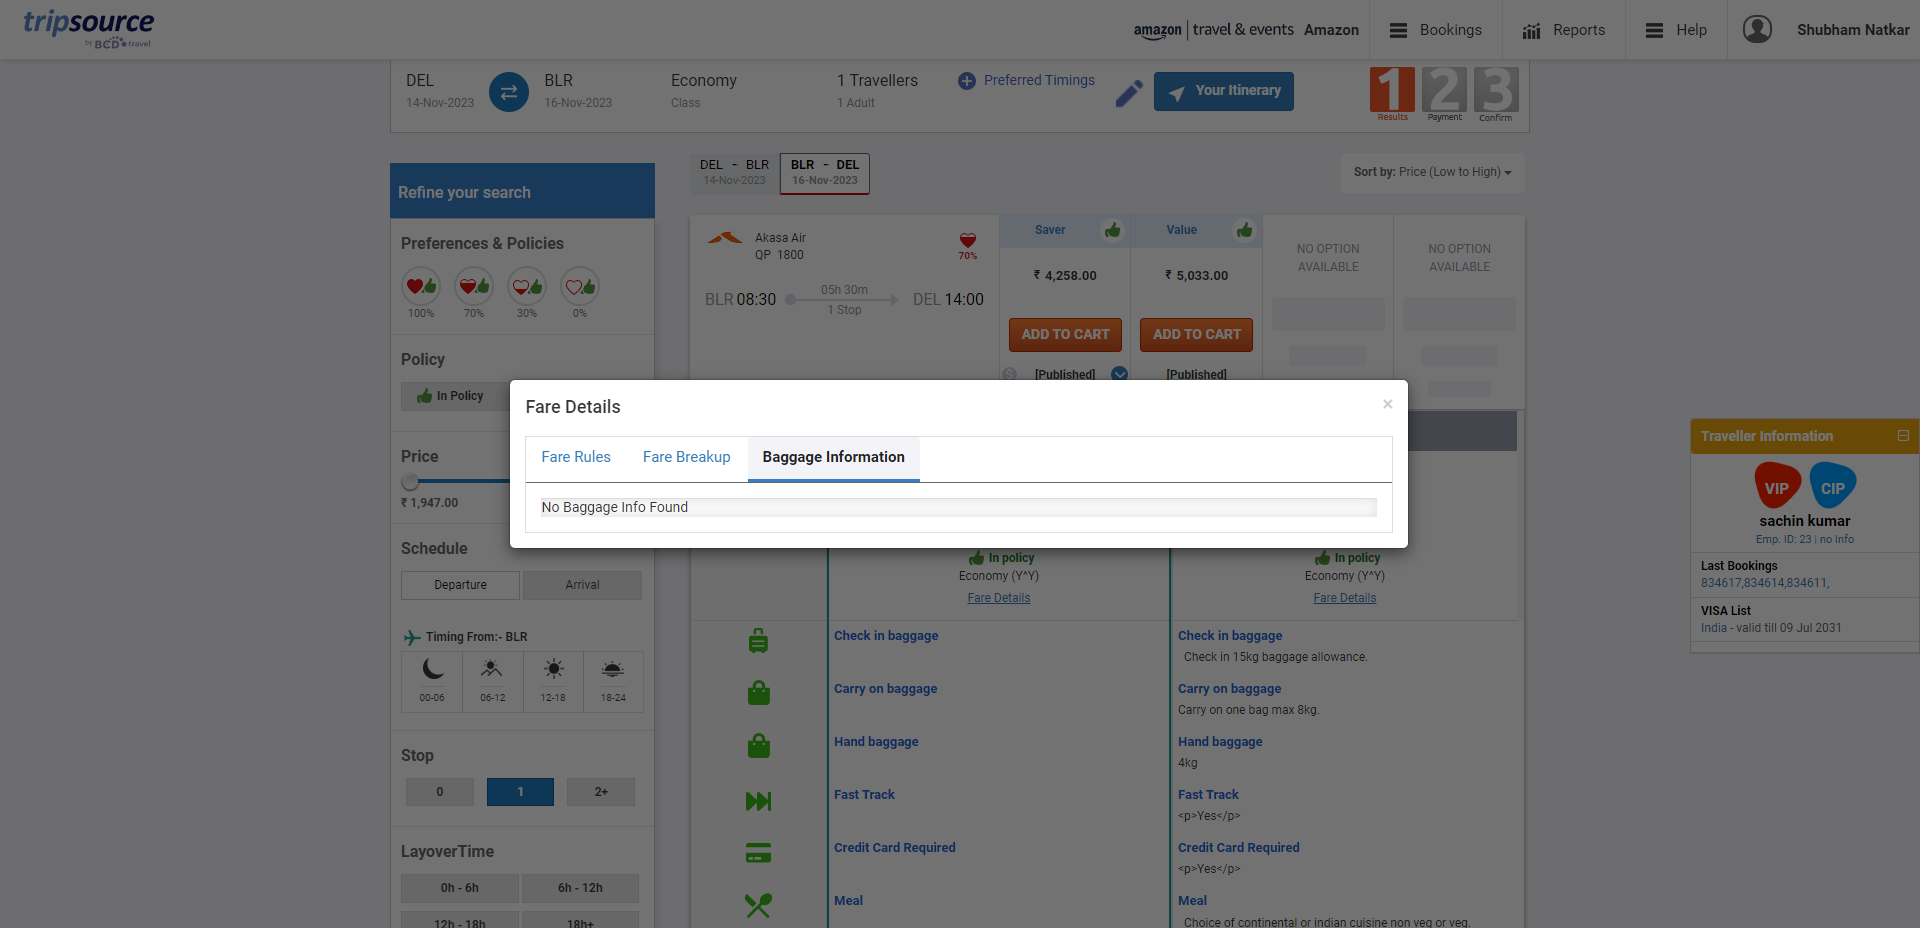 tripsource
by BCD travel
amazon travel & events Amazon
Bookings
Reports
Help
Shubham Natkar
DEL
14-Nov-2023
BLR
16-Nov-2023
Economy
Class
1 Travellers
1 Adult
Preferred Timings
Your Itinerary
1 2 3
Results Payment Confirm
Refine your search
Preferences & Policies
100% 70% 30% 0%
Policy
In Policy
Price
₹ 1,947.00
Schedule
Departure Arrival
Timing From:- BLR
00-06 06-12 12-18 18-24
Stop
0 1 2+
LayoverTime
0h - 6h 6h - 12h
12h - 18h 18h+
DEL - BLR
14-Nov-2023
BLR - DEL
16-Nov-2023
Sort by: Price (Low to High)
Akasa Air
QP 1800
70%
BLR 08:30
05h 30m
1 Stop
DEL 14:00
Saver
₹ 4,258.00
ADD TO CART
[Published]
Value
₹ 5,033.00
ADD TO CART
[Published]
NO OPTION
AVAILABLE
NO OPTION
AVAILABLE
Fare Details
×
Fare Rules Fare Breakup Baggage Information
No Baggage Info Found
In policy
Economy (Y^Y)
Fare Details
In policy
Economy (Y^Y)
Fare Details
Check in baggage
Check in baggage
Check in 15kg baggage allowance.
Carry on baggage
Carry on baggage
Carry on one bag max 8kg.
Hand baggage
Hand baggage
4kg
Fast Track
Fast Track
<p>Yes</p>
Credit Card Required
Credit Card Required
<p>Yes</p>
Meal
Meal
Choice of continental or indian cuisine non veg or veg.
Traveller Information
VIP CIP
sachin kumar
Emp. ID: 23 | no Info
Last Bookings
834617,834614,834611,
VISA List
India - valid till 09 Jul 2031